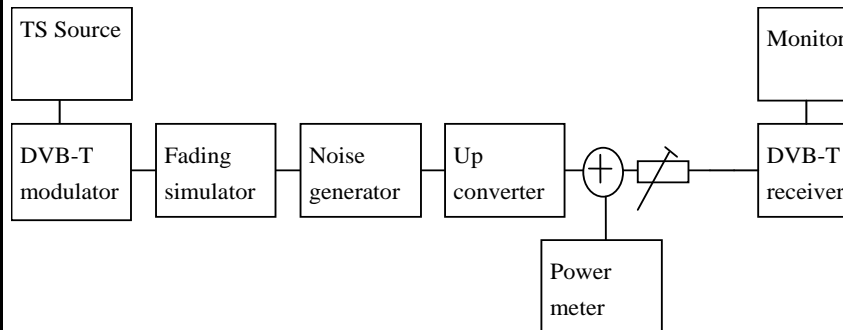 TS Source
Monitor
DVB-T
modulator
Fading
simulator
Noise
generator
Up
converter
DVB-T
receiver
Power
meter